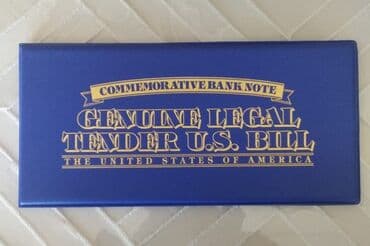 COMMEMORATIVE BANK NOTE
GENUINE LEGAL
TENDER U.S. BILL
THE UNITED STATES OF AMERICA